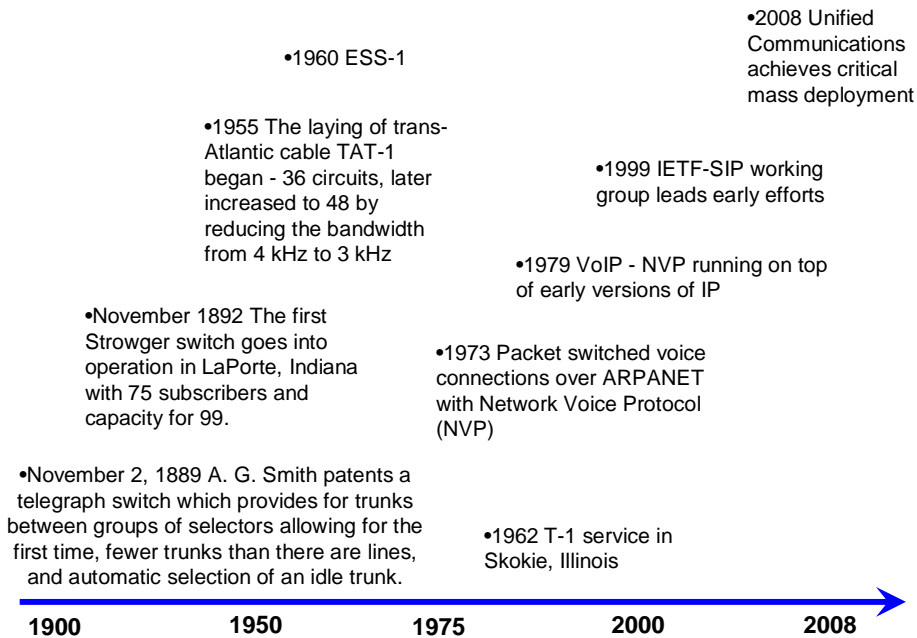 •2008 Unified
Communications
achieves critical
mass deployment
•1960 ESS-1
•1955 The laying of trans-
Atlantic cable TAT-1
began - 36 circuits, later
increased to 48 by
reducing the bandwidth
from 4 kHz to 3 kHz
•1999 IETF-SIP working
group leads early efforts
•1979 VoIP - NVP running on top
of early versions of IP
•November 1892 The first
Strowger switch goes into
operation in LaPorte, Indiana
with 75 subscribers and
capacity for 99.
•1973 Packet switched voice
connections over ARPANET
with Network Voice Protocol
(NVP)
•November 2, 1889 A. G. Smith patents a
telegraph switch which provides for trunks
between groups of selectors allowing for the
first time, fewer trunks than there are lines,
and automatic selection of an idle trunk.
•1962 T-1 service in
Skokie, Illinois
1900 1950 1975 2000 2008